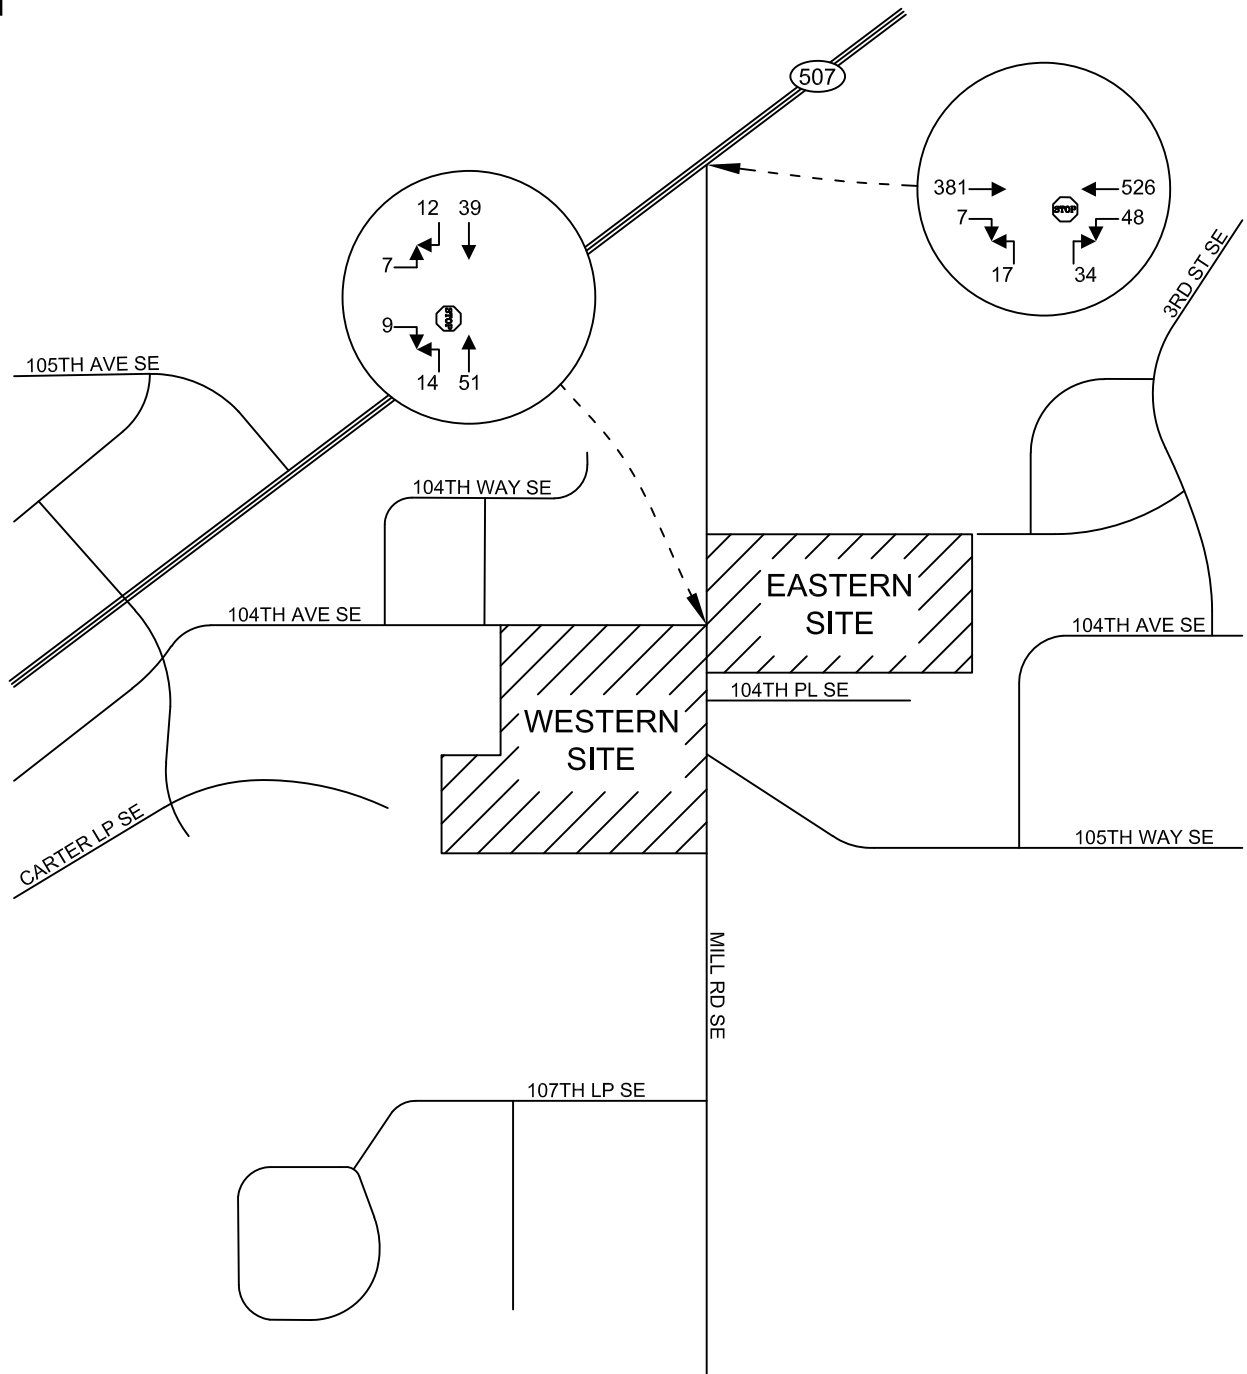 507
381
526
STOP
7
48
17
34
12
39
7
STOP
9
14
51
3RD ST SE
105TH AVE SE
104TH WAY SE
EASTERN
SITE
104TH AVE SE
104TH AVE SE
104TH PL SE
WESTERN
SITE
CARTER LP SE
105TH WAY SE
MILL RD SE
107TH LP SE